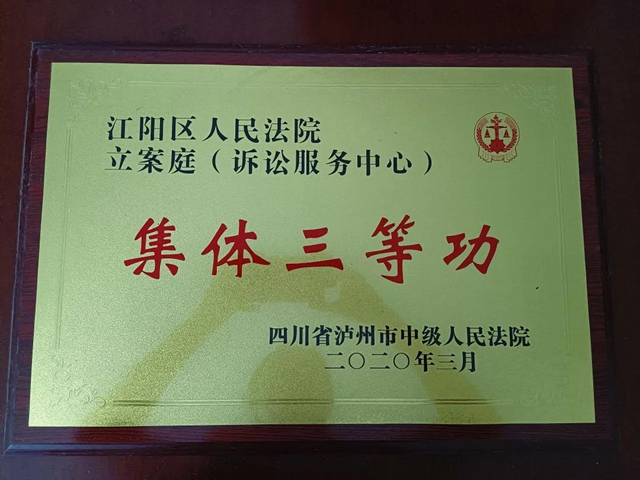 江阳区人民法院
立案庭（诉讼服务中心）
集体三等功
四川省泸州市中级人民法院
二〇二〇年三月